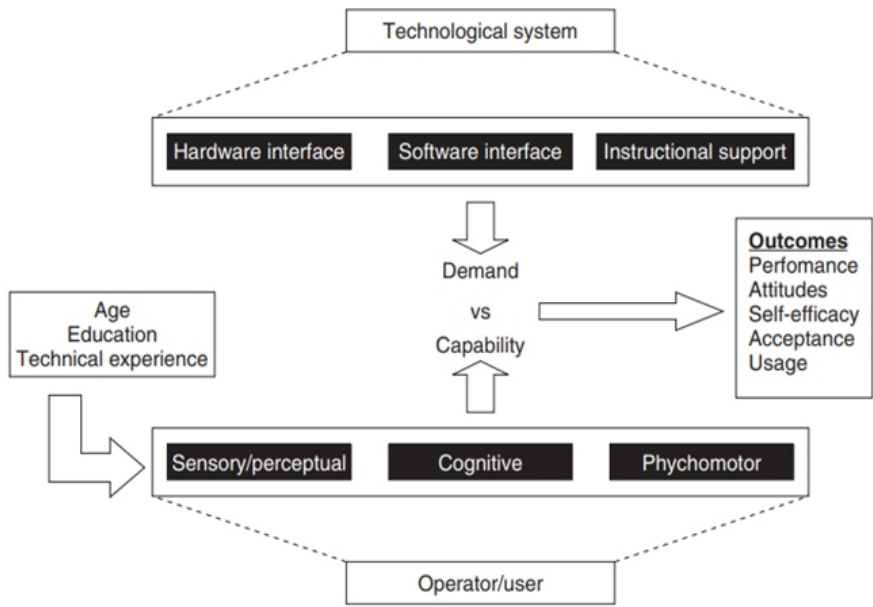 Technological system
Hardware interface
Software interface
Instructional support
Demand
vs
Capability
Outcomes
Perfomance
Attitudes
Self-efficacy
Acceptance
Usage
Age
Education
Technical experience
Sensory/perceptual
Cognitive
Phychomotor
Operator/user